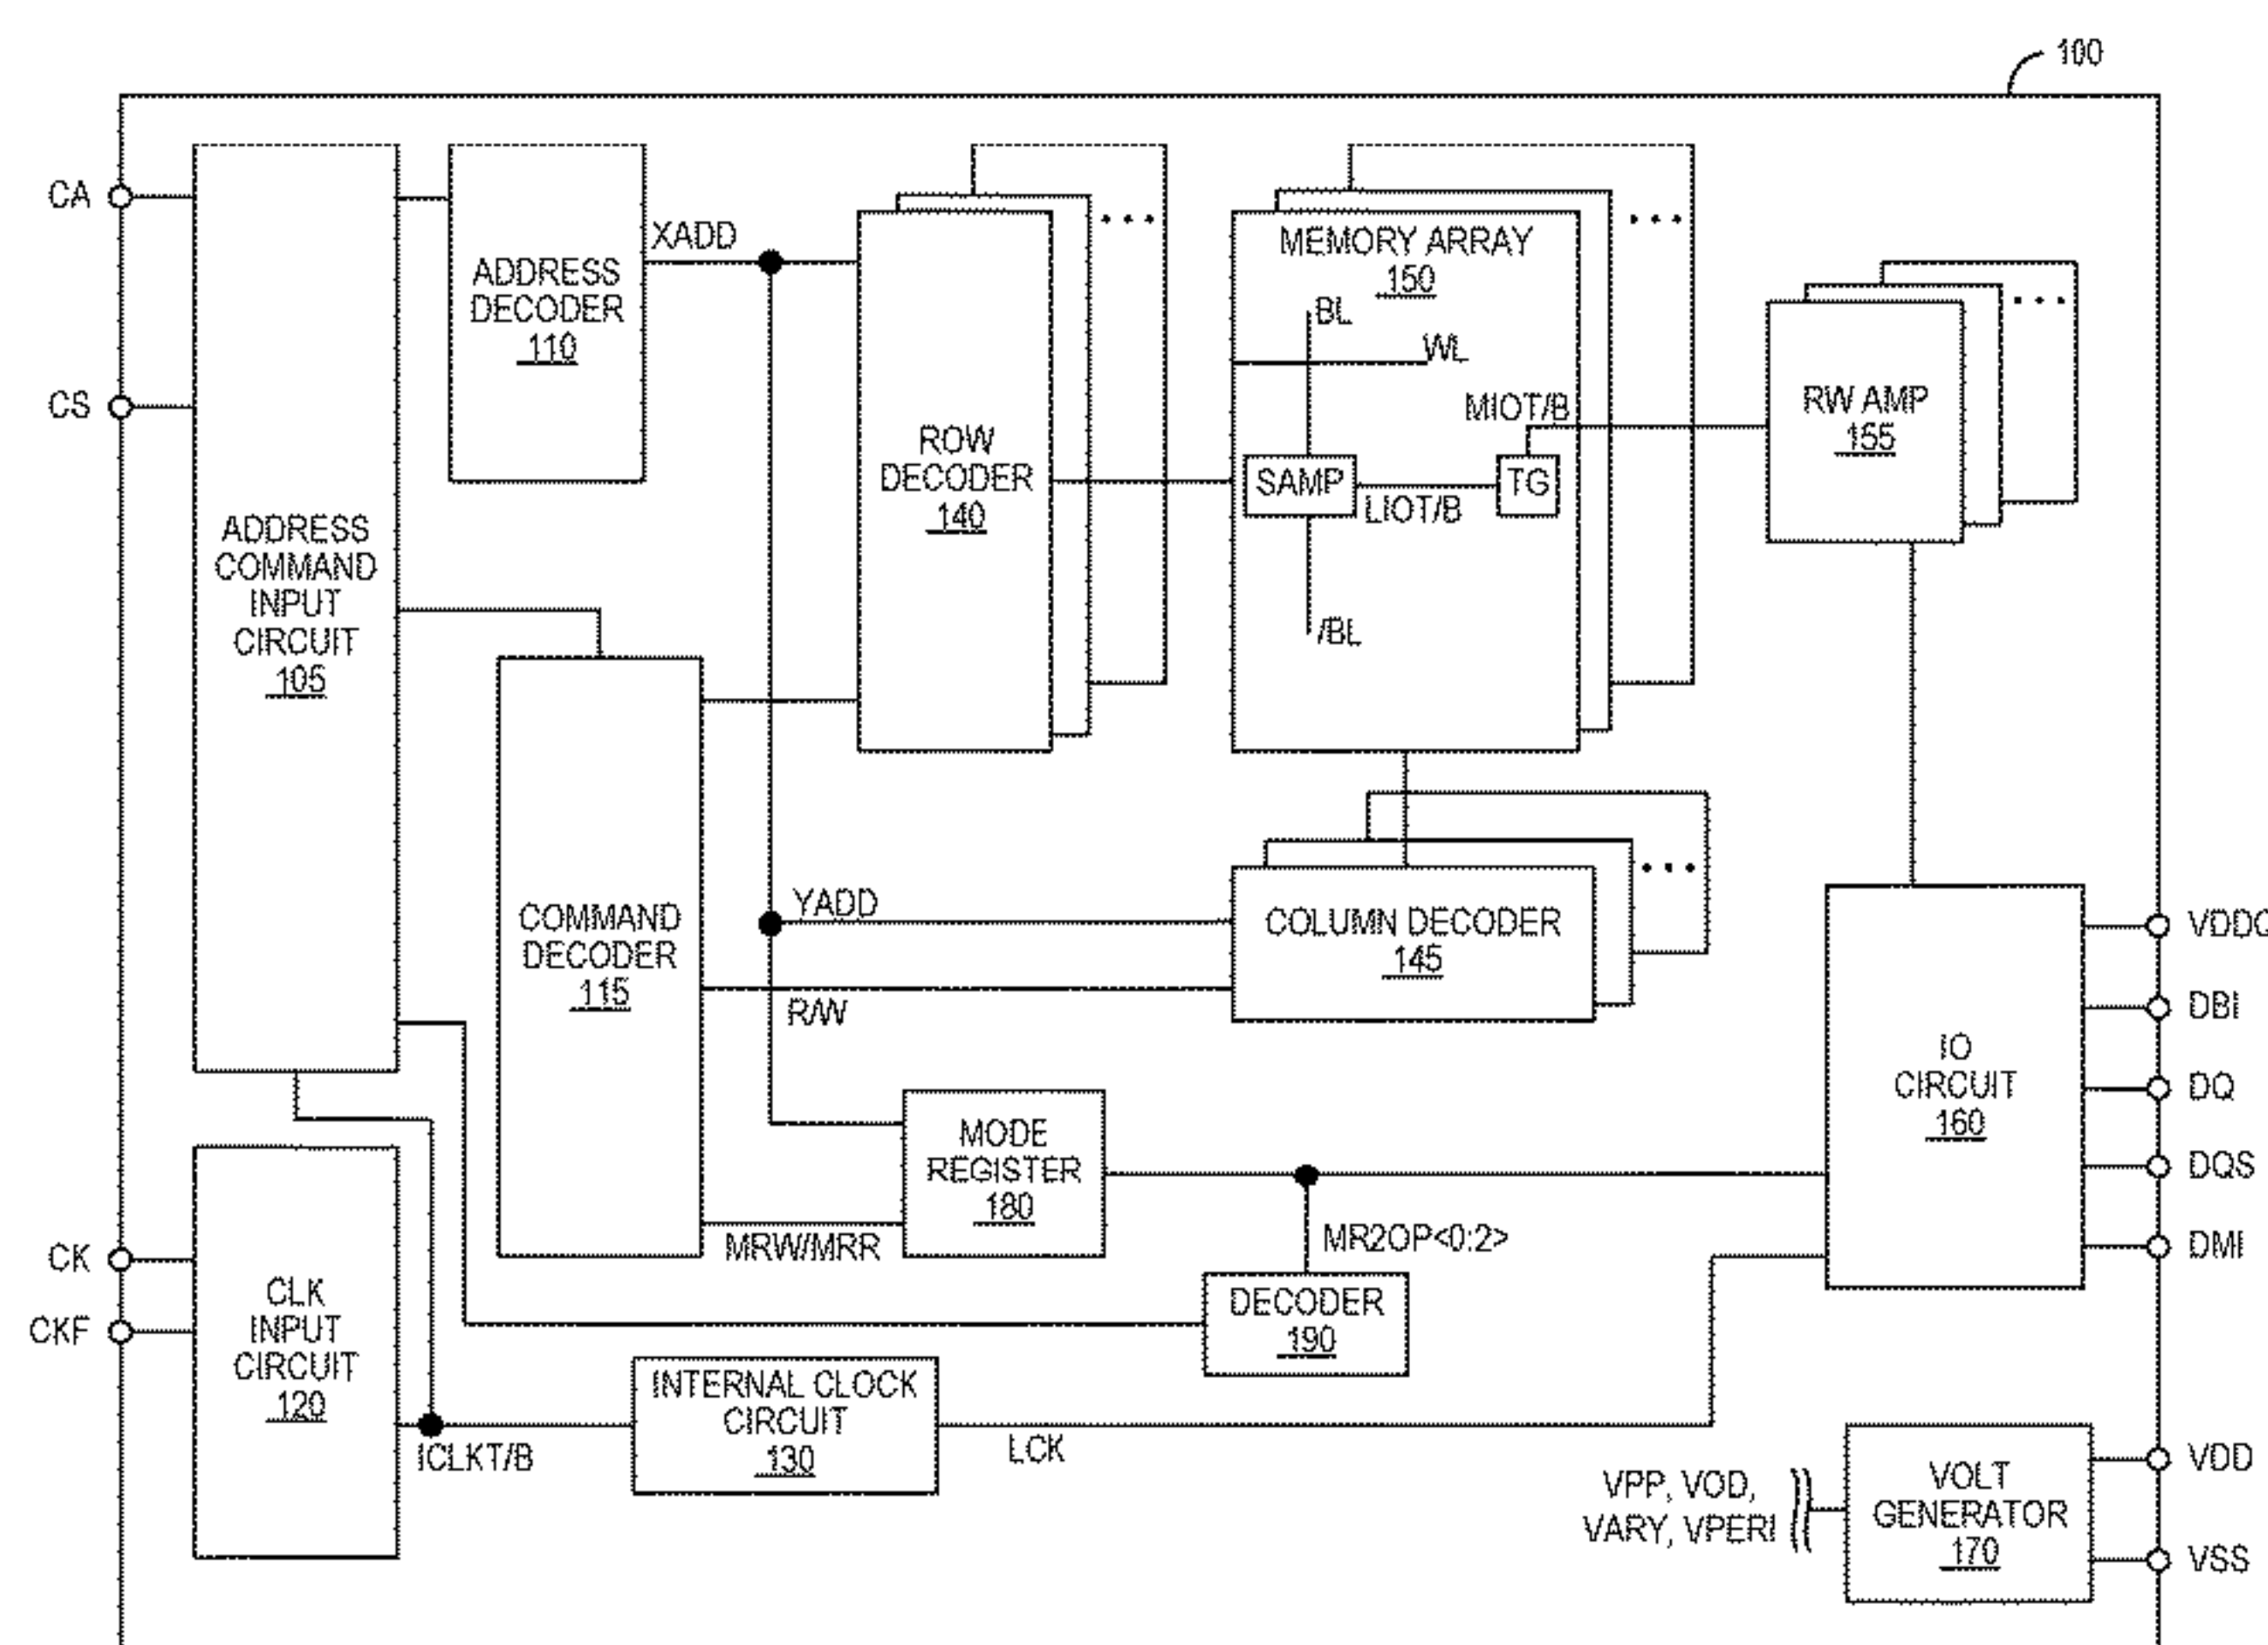 100
CA
CS
ADDRESS
COMMAND
INPUT
CIRCUIT
105
ADDRESS
DECODER
110
XADD
ROW
DECODER
140
...
MEMORY ARRAY
150
BL
WL
MIOT/B
SAMP
LIOT/B
TG
/BL
...
RW AMP
155
...
COMMAND
DECODER
115
YADD
R/W
COLUMN DECODER
145
...
MODE
REGISTER
180
MRW/MRR
MR2OP<0:2>
DECODER
190
IO
CIRCUIT
160
DBI
DQ
DQS
DMI
CK
CKF
CLK
INPUT
CIRCUIT
120
ICLKT/B
INTERNAL CLOCK
CIRCUIT
130
LCK
VPP, VOD,
VARY, VPERI
VOLT
GENERATOR
170
VDD
VSS